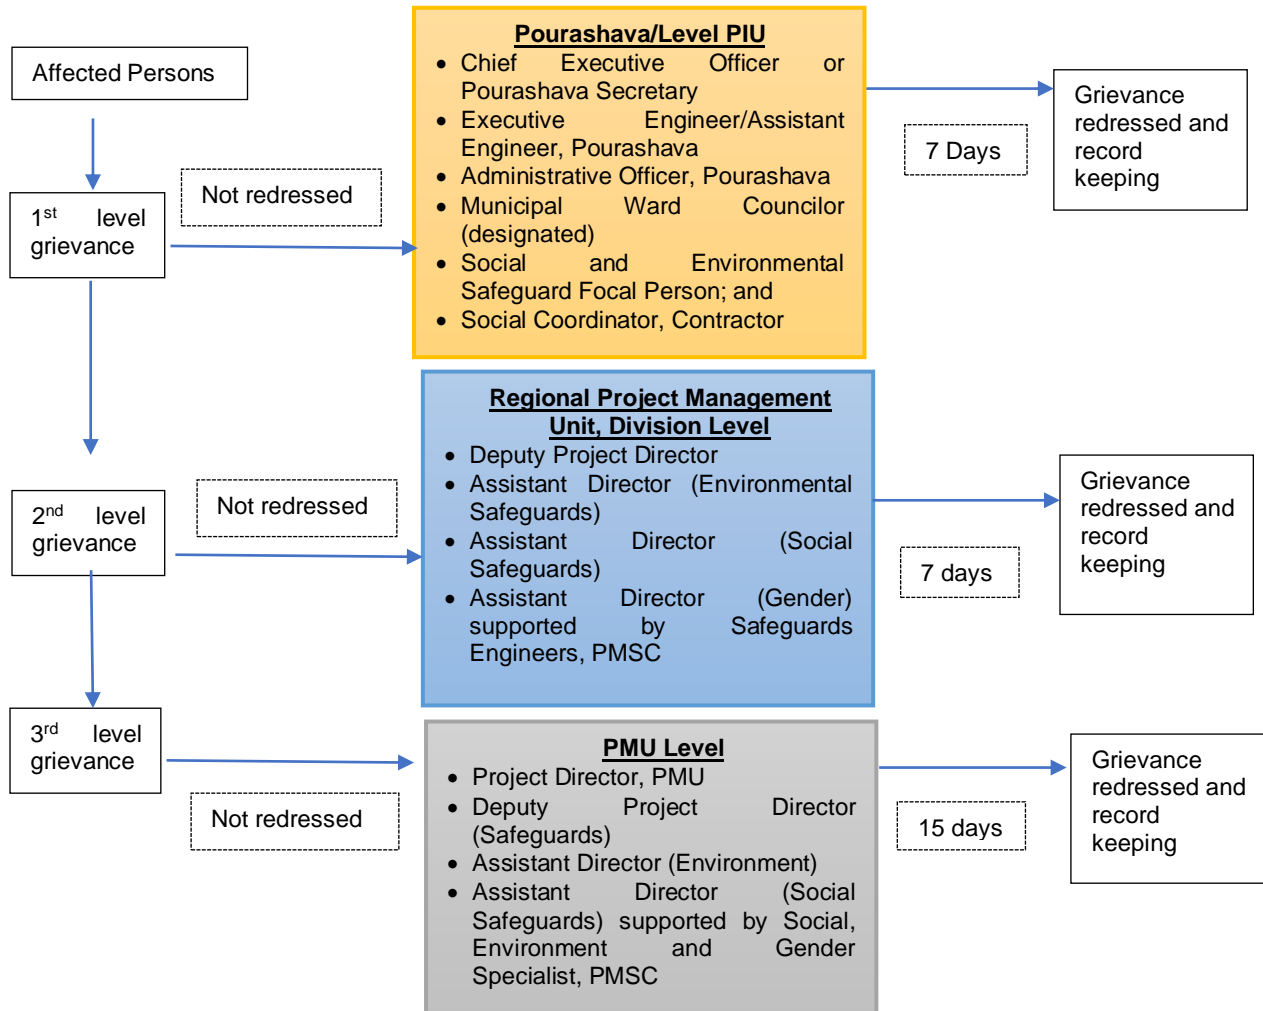 Affected Persons
1st level
grievance
Not redressed
Pourashava/Level PIU
• Chief Executive Officer or
Pourashava Secretary
• Executive Engineer/Assistant
Engineer, Pourashava
• Administrative Officer, Pourashava
• Municipal Ward Councilor
(designated)
• Social and Environmental
Safeguard Focal Person; and
• Social Coordinator, Contractor
7 Days
Grievance
redressed and
record
keeping
2nd level
grievance
Not redressed
Regional Project Management
Unit, Division Level
• Deputy Project Director
• Assistant Director (Environmental
Safeguards)
• Assistant Director (Social
Safeguards)
• Assistant Director (Gender)
supported by Safeguards
Engineers, PMSC
7 days
Grievance
redressed and
record
keeping
3rd level
grievance
Not redressed
PMU Level
• Project Director, PMU
• Deputy Project Director
(Safeguards)
• Assistant Director (Environment)
• Assistant Director (Social
Safeguards) supported by Social,
Environment and Gender
Specialist, PMSC
15 days
Grievance
redressed and
record
keeping